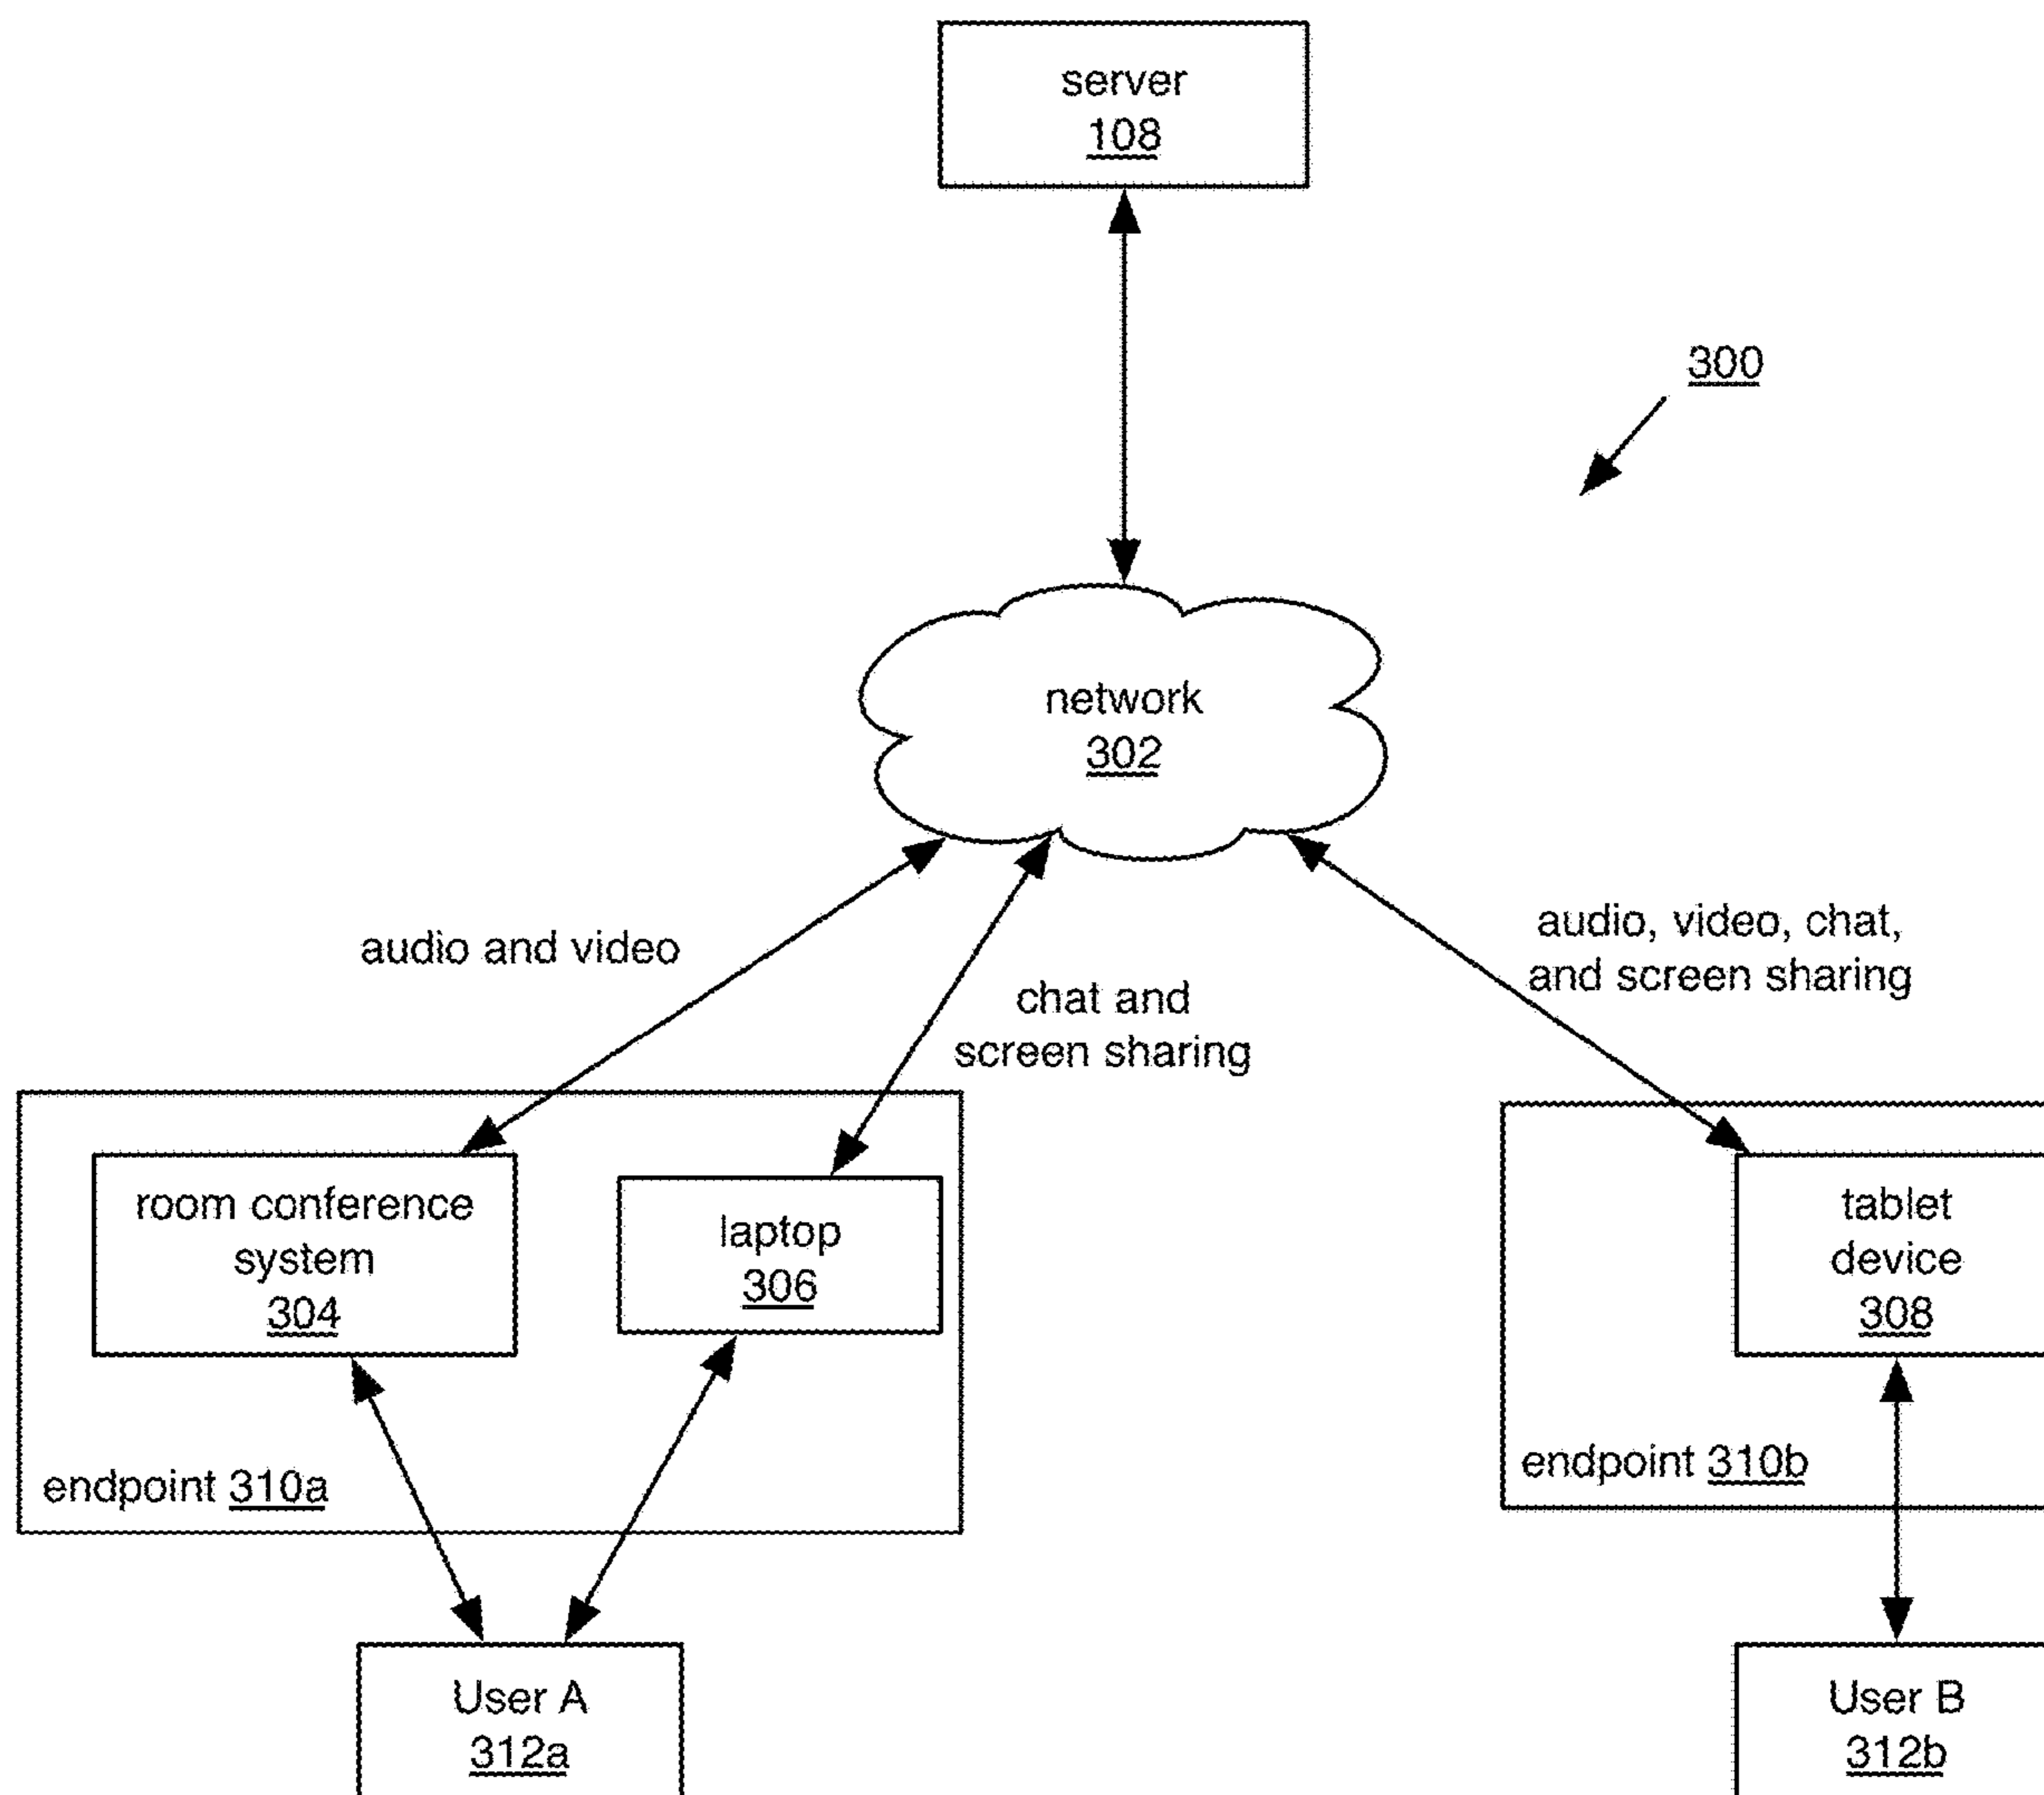 server
108
300
network
302
audio and video
chat and
screen sharing
audio, video, chat,
and screen sharing
room conference
system
304
laptop
306
tablet
device
308
endpoint 310a
endpoint 310b
User A
312a
User B
312b